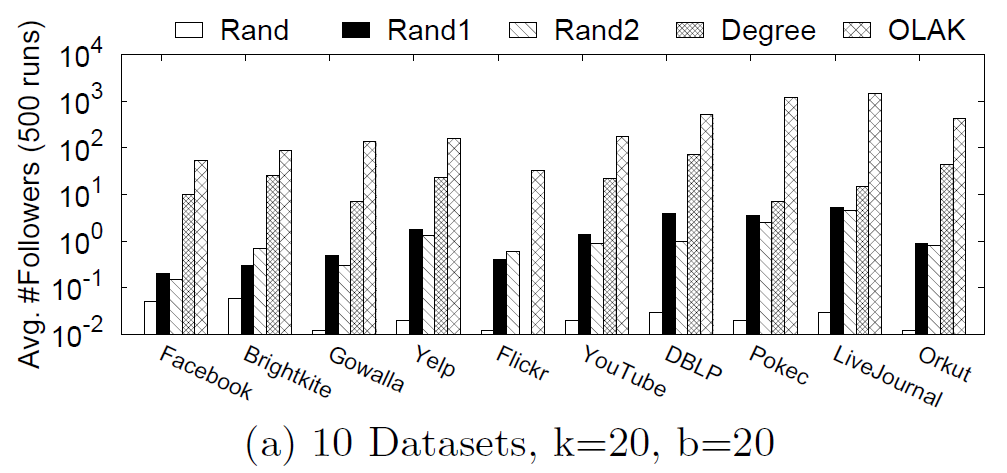 Rand Rand1 Rand2 Degree OLAK
Avg. #Followers (500 runs)
10^4
10^3
10^2
10^1
10^0
10^-1
10^-2
Facebook Brightkite Gowalla Yelp Flickr YouTube DBLP Pokec LiveJournal Orkut
(a) 10 Datasets, k=20, b=20